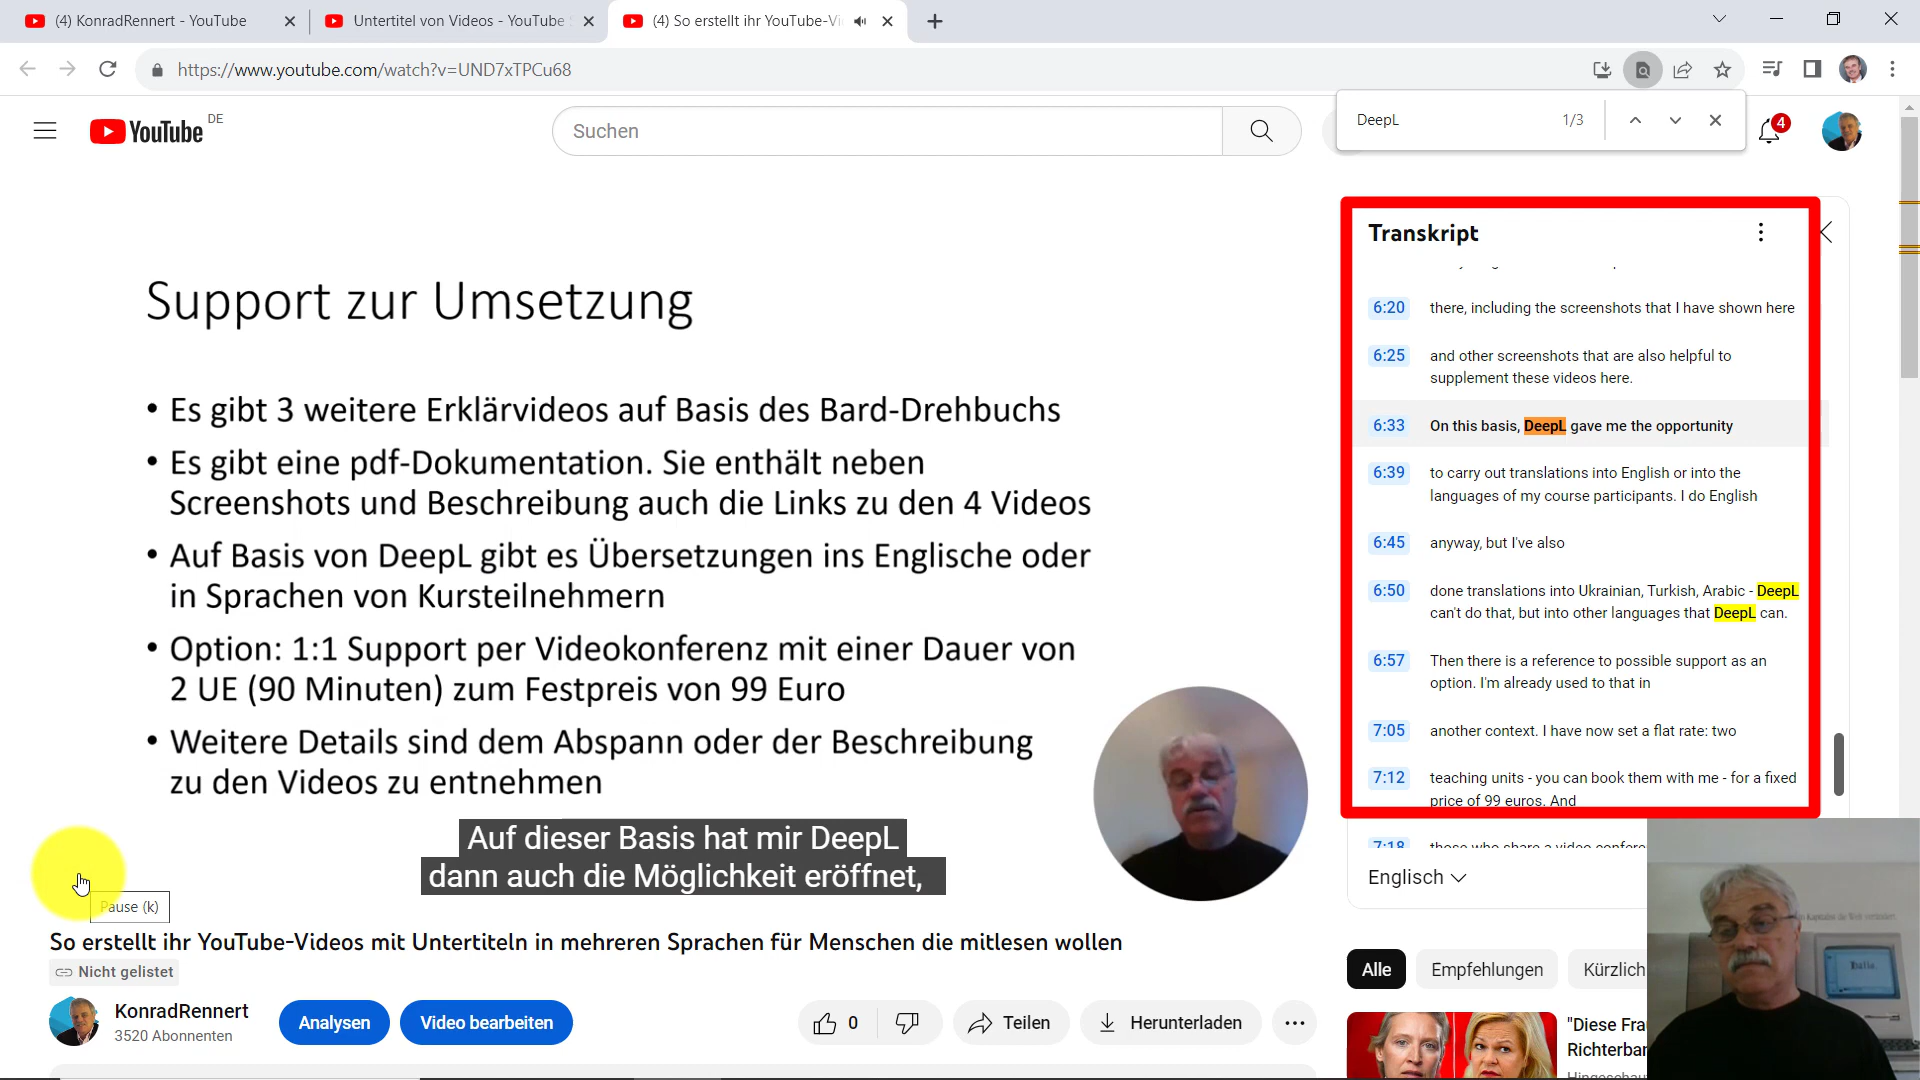 (4) KonradRennert - YouTube
Untertitel von Videos - YouTube
(4) So erstellt ihr YouTube-Vi
https://www.youtube.com/watch?v=UND7xTPCu68
DeepL
1/3
YouTube DE
Suchen
4
Support zur Umsetzung
• Es gibt 3 weitere Erklärvideos auf Basis des Bard-Drehbuchs
• Es gibt eine pdf-Dokumentation. Sie enthält neben
Screenshots und Beschreibung auch die Links zu den 4 Videos
• Auf Basis von DeepL gibt es Übersetzungen ins Englische oder
in Sprachen von Kursteilnehmern
• Option: 1:1 Support per Videokonferenz mit einer Dauer von
2 UE (90 Minuten) zum Festpreis von 99 Euro
• Weitere Details sind dem Abspann oder der Beschreibung
zu den Videos zu entnehmen
Auf dieser Basis hat mir DeepL
dann auch die Möglichkeit eröffnet,
Pause (k)
Transkript
6:20 there, including the screenshots that I have shown here
6:25 and other screenshots that are also helpful to
supplement these videos here.
6:33 On this basis, DeepL gave me the opportunity
6:39 to carry out translations into English or into the
languages of my course participants. I do English
6:45 anyway, but I've also
6:50 done translations into Ukrainian, Turkish, Arabic - DeepL
can't do that, but into other languages that DeepL can.
6:57 Then there is a reference to possible support as an
option. I'm already used to that in
7:05 another context. I have now set a flat rate: two
7:12 teaching units - you can book them with me - for a fixed
price of 99 euros. And
7:18 those who share a video confere
Englisch
So erstellt ihr YouTube-Videos mit Untertiteln in mehreren Sprachen für Menschen die mitlesen wollen
Nicht gelistet
KonradRennert
3520 Abonnenten
Analysen
Video bearbeiten
0
Teilen
Herunterladen
Alle
Empfehlungen
Kürzlich
"Diese Fra
Richterbar